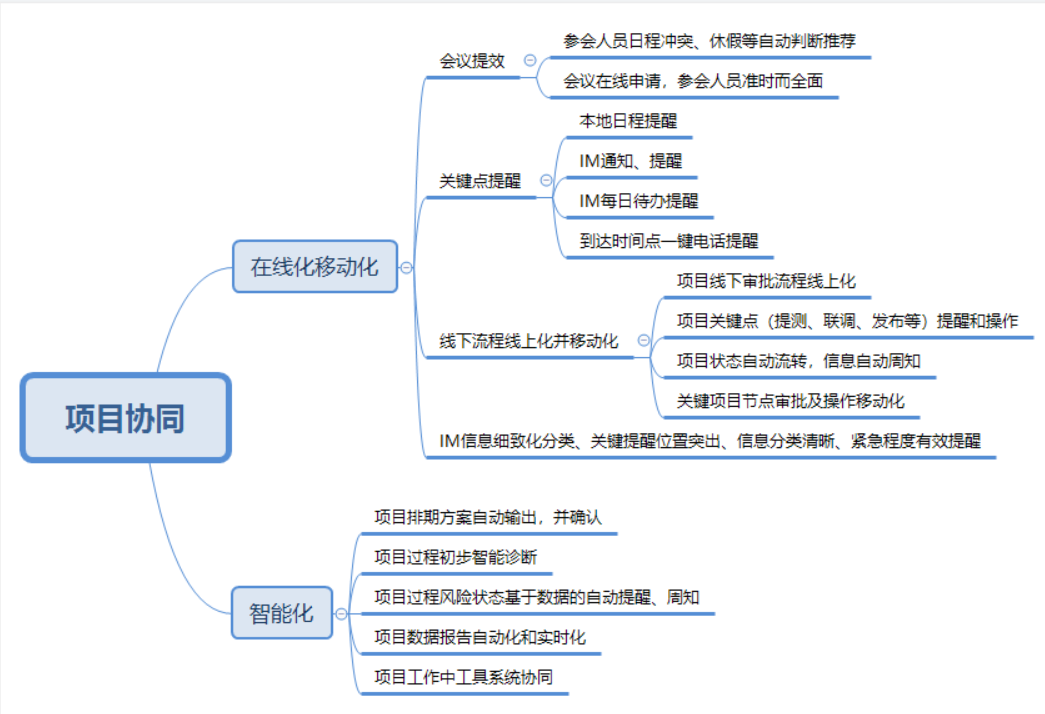 项目协同
在线化移动化
会议提效
参会人员日程冲突、休假等自动判断推荐
会议在线申请，参会人员准时而全面
关键点提醒
本地日程提醒
IM通知、提醒
IM每日待办提醒
到达时间点一键电话提醒
线下流程线上化并移动化
项目线下审批流程线上化
项目关键点（提测、联调、发布等）提醒和操作
项目状态自动流转，信息自动周知
关键项目节点审批及操作移动化
IM信息细致化分类、关键提醒位置突出、信息分类清晰、紧急程度有效提醒
智能化
项目排期方案自动输出，并确认
项目过程初步智能诊断
项目过程风险状态基于数据的自动提醒、周知
项目数据报告自动化和实时化
项目工作中工具系统协同